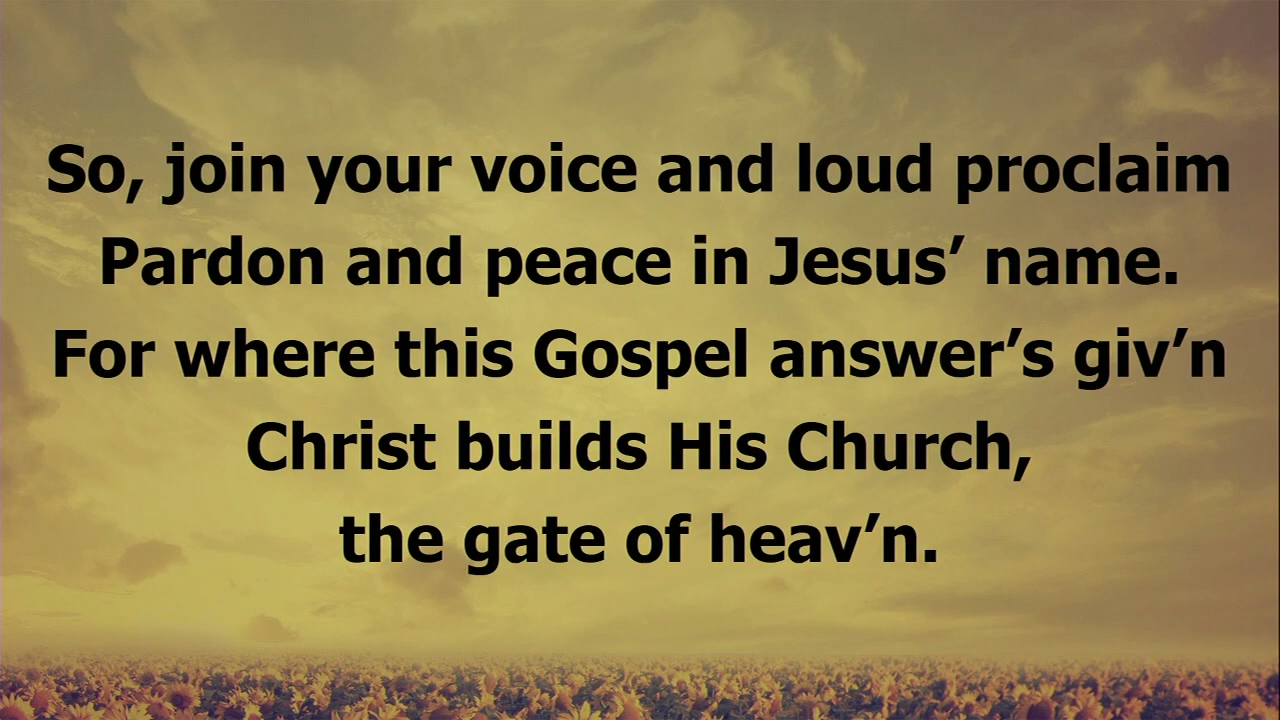 So, join your voice and loud proclaim
Pardon and peace in Jesus’ name.
For where this Gospel answer’s giv’n
Christ builds His Church,
the gate of heav’n.